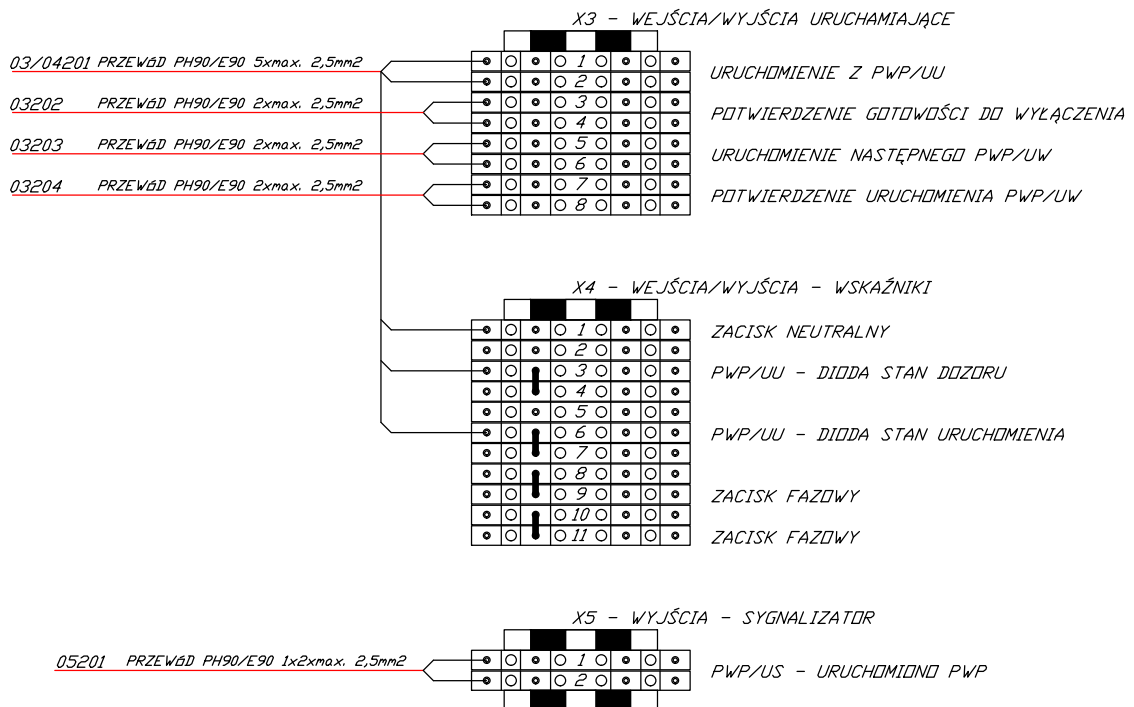 X3 - WEJŚCIA/WYJŚCIA URUCHAMIAJĄCE
03/04201 PRZEWÓD PH90/E90 5xmax. 2,5mm2
1
2
URUCHOMIENIE Z PWP/UU
03202 PRZEWÓD PH90/E90 2xmax. 2,5mm2
3
4
POTWIERDZENIE GOTOWOŚCI DO WYŁĄCZENIA
03203 PRZEWÓD PH90/E90 2xmax. 2,5mm2
5
6
URUCHOMIENIE NASTĘPNEGO PWP/UW
03204 PRZEWÓD PH90/E90 2xmax. 2,5mm2
7
8
POTWIERDZENIE URUCHOMIENIA PWP/UW
X4 - WEJŚCIA/WYJŚCIA - WSKAŹNIKI
1 ZACISK NEUTRALNY
2
3 PWP/UU - DIODA STAN DOZORU
4
5
6 PWP/UU - DIODA STAN URUCHOMIENIA
7
8
9 ZACISK FAZOWY
10
11 ZACISK FAZOWY
X5 - WYJŚCIA - SYGNALIZATOR
05201 PRZEWÓD PH90/E90 1x2xmax. 2,5mm2
1
2
PWP/US - URUCHOMIONO PWP